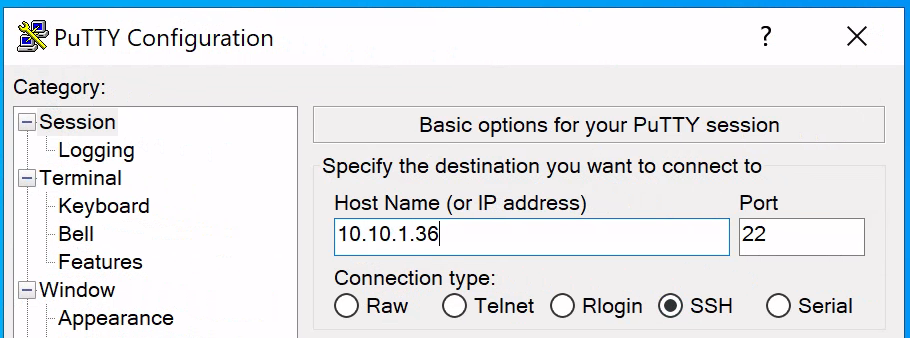 PuTTY Configuration ? ×
Category:
Session
Logging
Terminal
Keyboard
Bell
Features
Window
Appearance
Basic options for your PuTTY session
Specify the destination you want to connect to
Host Name (or IP address) Port
10.10.1.36 22
Connection type:
Raw Telnet Rlogin SSH Serial